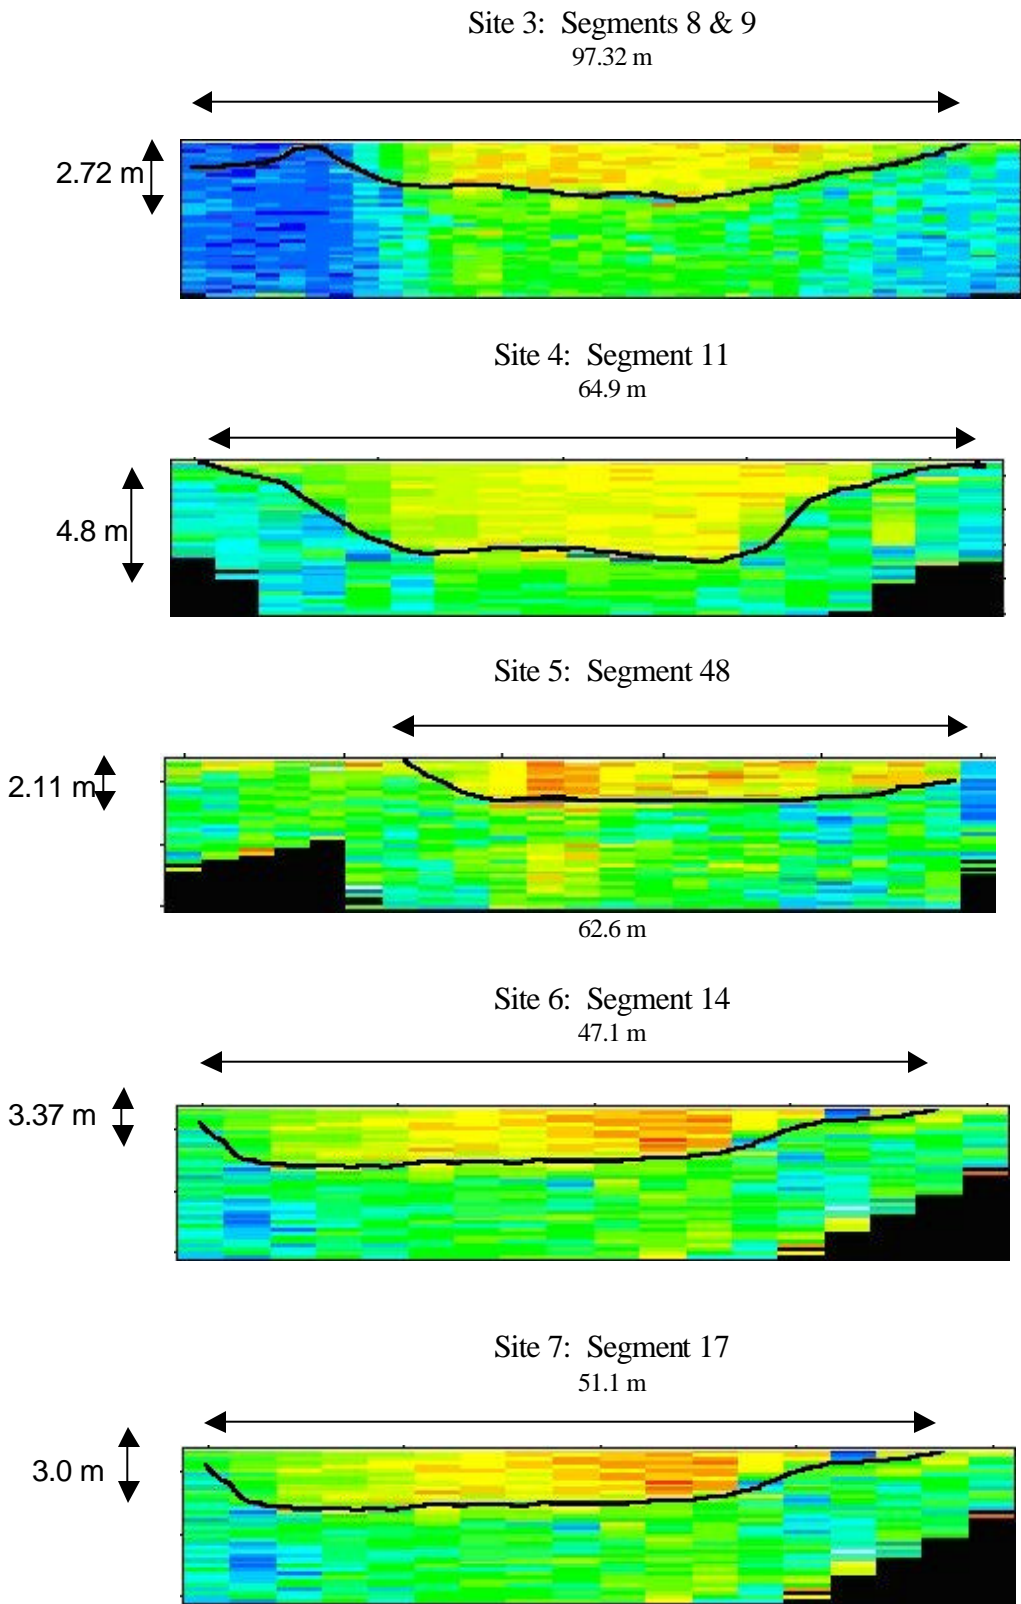 Site 3: Segments 8 & 9
97.32 m
2.72 m
Site 4: Segment 11
64.9 m
4.8 m
Site 5: Segment 48
2.11 m
62.6 m
Site 6: Segment 14
47.1 m
3.37 m
Site 7: Segment 17
51.1 m
3.0 m